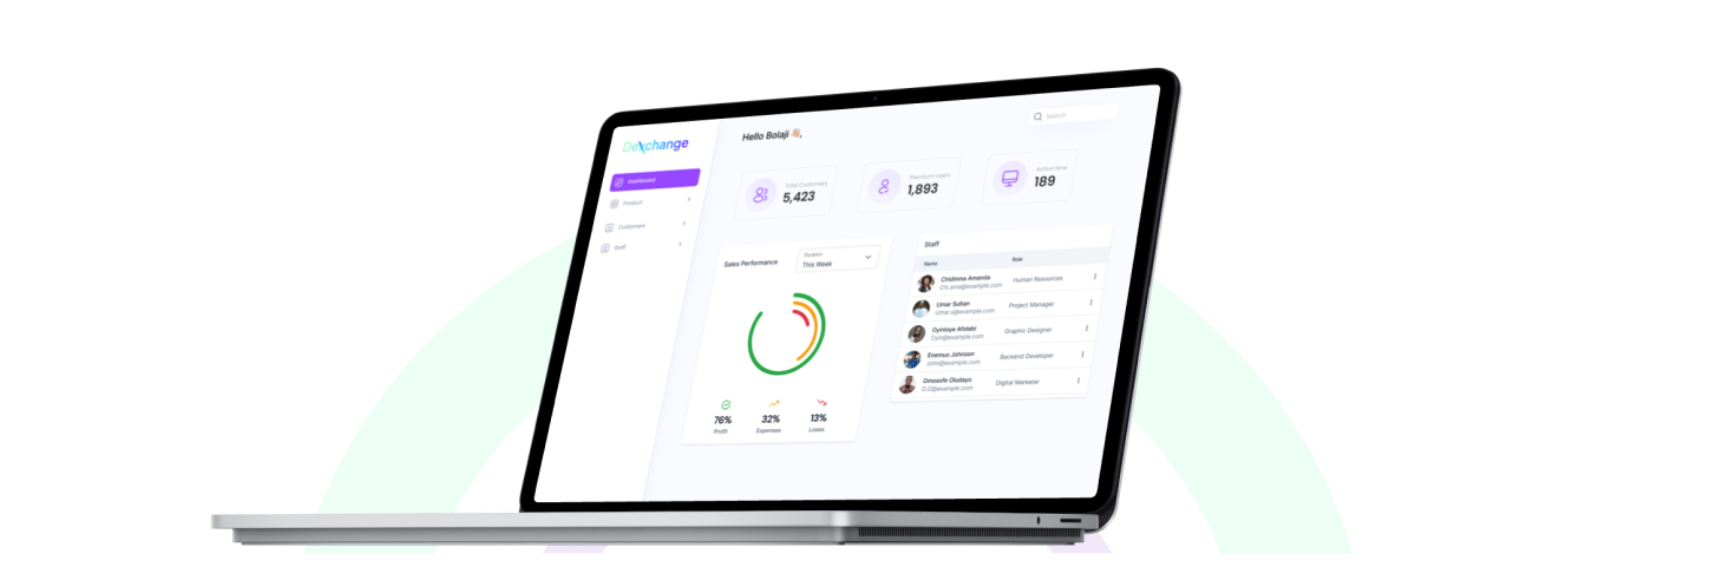 Dexchange
Dashboard
Product
Customers
Staff
Hello Bolaji 👋🏼,
Search
Total Customers
5,423
Premium Users
1,893
Active Now
189
Sales Performance
Duration
This Week
76%
Profit
32%
Expenses
13%
Losses
Staff
Name Role
Chidinma Amanda Human Resources
Chi.ama@example.com
Umar Sultan Project Manager
Umar.s@example.com
Oyinloye Afolabi Graphic Designer
Oyin@example.com
Enemuo Johnson Backend Developer
John@example.com
Omosefe Oludayo Digital Marketer
O.O@example.com